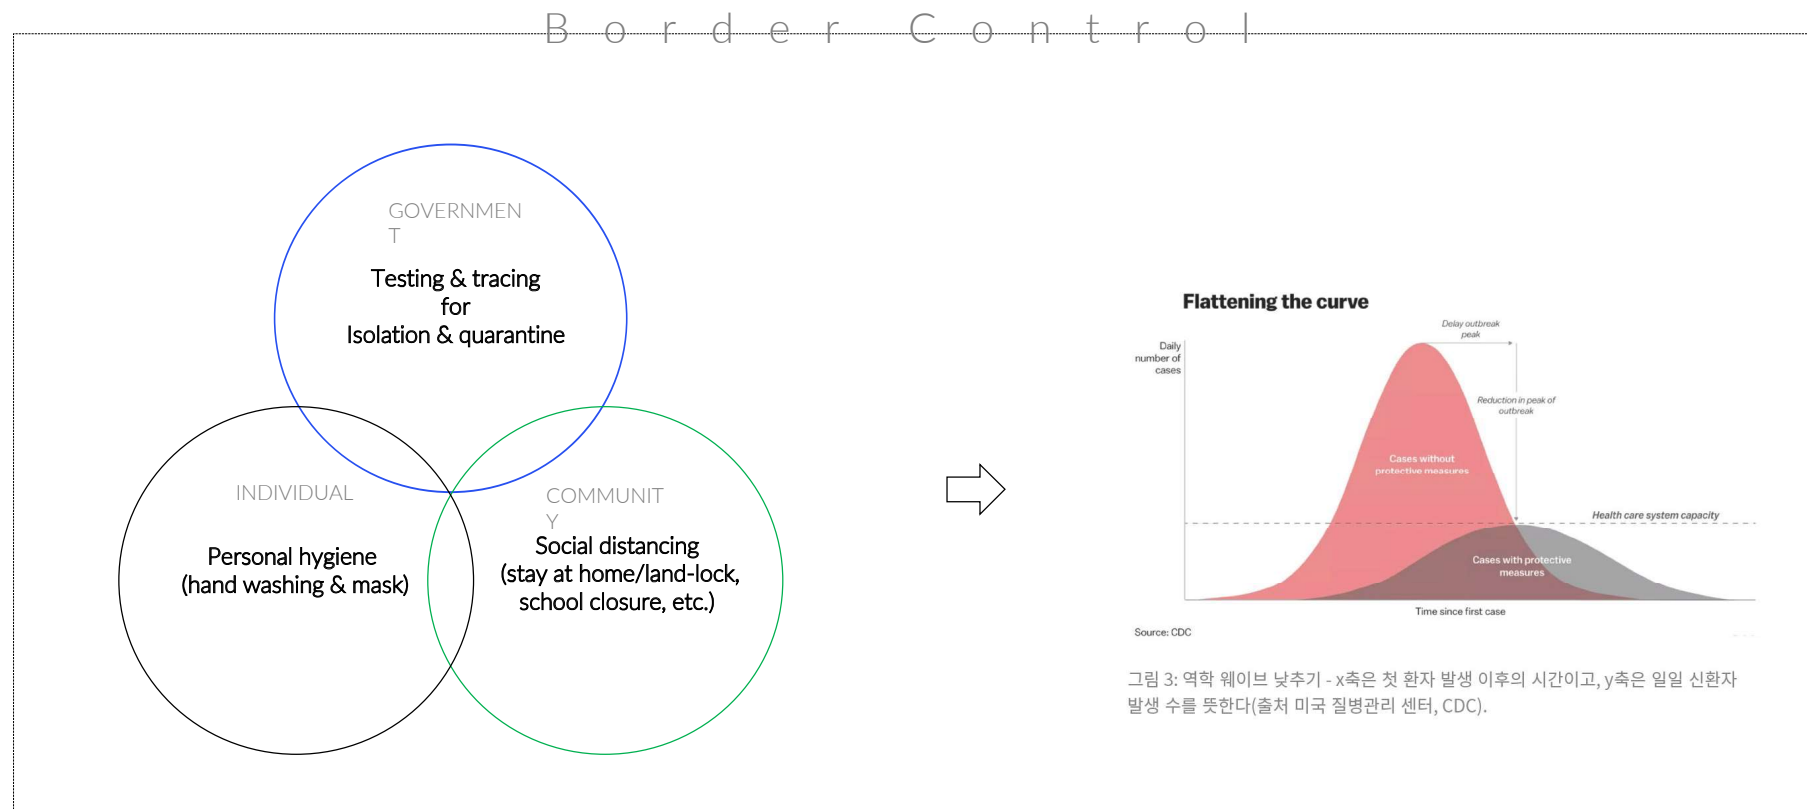 Border Control
GOVERNMEN
T
Testing & tracing
for
Isolation & quarantine
INDIVIDUAL
Personal hygiene
(hand washing & mask)
COMMUNIT
Y
Social distancing
(stay at home/land-lock,
school closure, etc.)
Flattening the curve
Delay outbreak
peak
Daily
number of
cases
Reduction in peak of
outbreak
Cases without
protective measures
Health care system capacity
Cases with protective
measures
Time since first case
Source: CDC
그림 3: 역학 웨이브 낮추기 - x축은 첫 환자 발생 이후의 시간이고, y축은 일일 신환자
발생 수를 뜻한다(출처 미국 질병관리 센터, CDC).